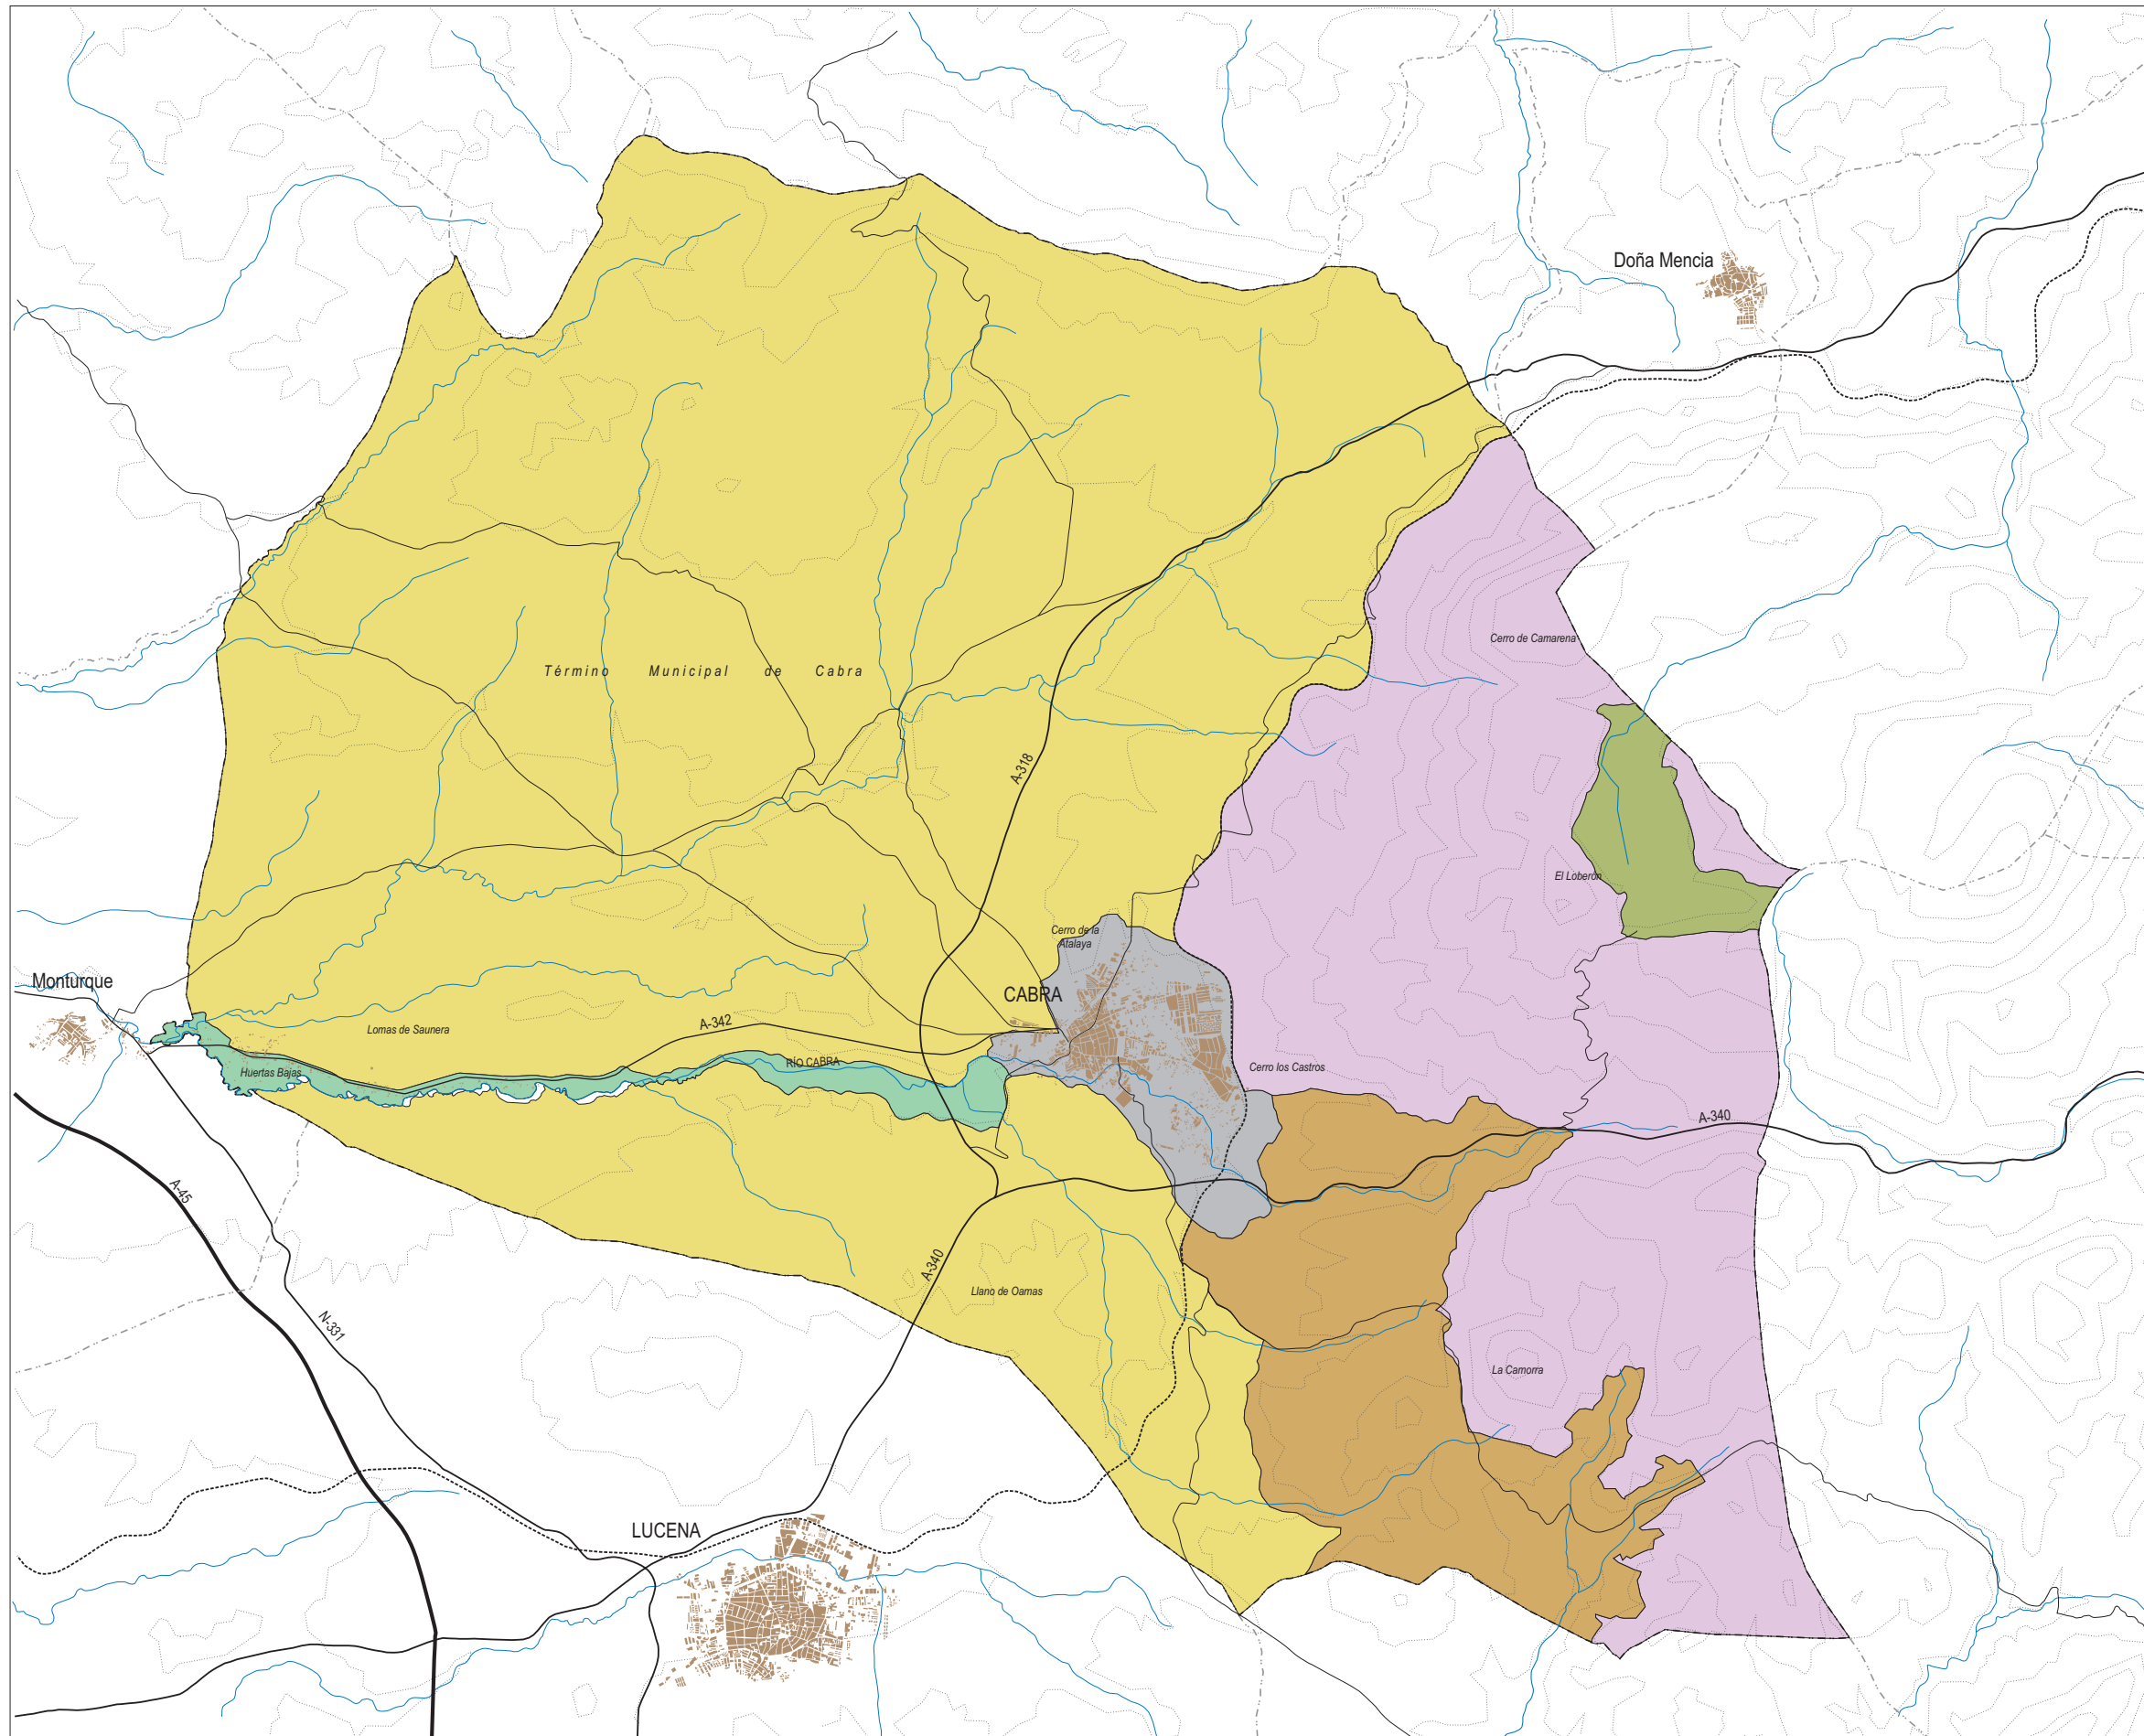 Doña Mencia
Cerro de Camarena
Término Municipal de Cabra
A-318
El Loberon
Cerro de la
Atalaya
Monturque
CABRA
A-342
Lomas de Saunera
RÍO CABRA
Huertas Bajas
Cerro los Castros
A-340
A-45
A-340
Llano de Oamas
N-331
La Camorra
LUCENA